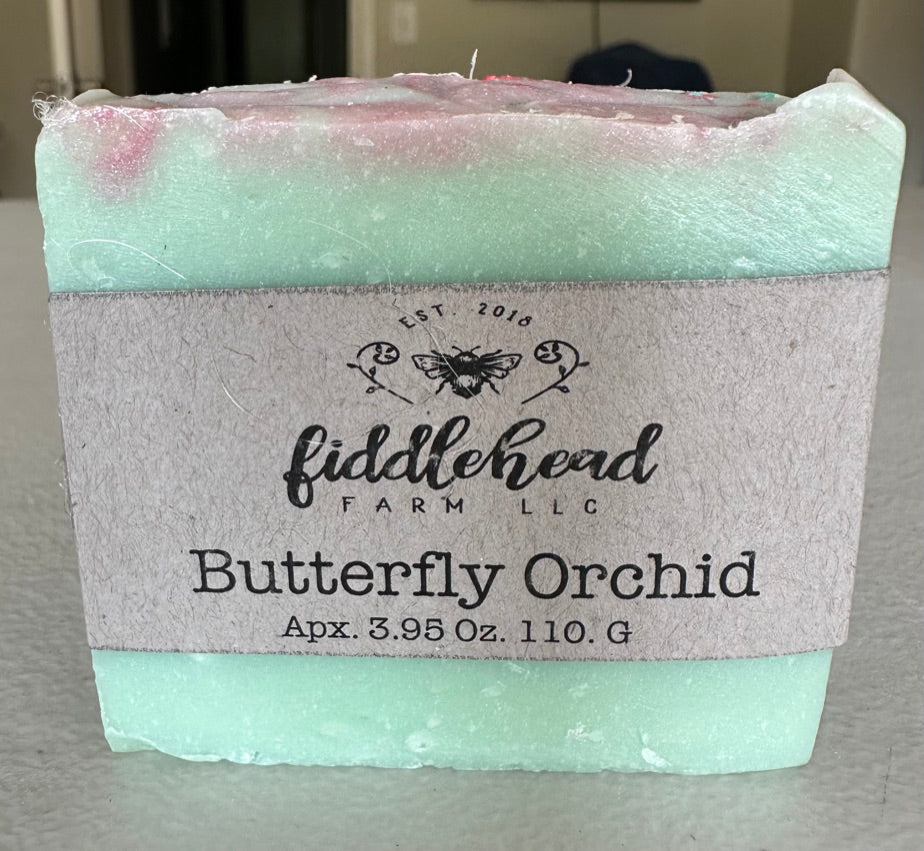 EST. 2018
fiddlehead
FARM LLC
Butterfly Orchid
Apx. 3.95 Oz. 110. G